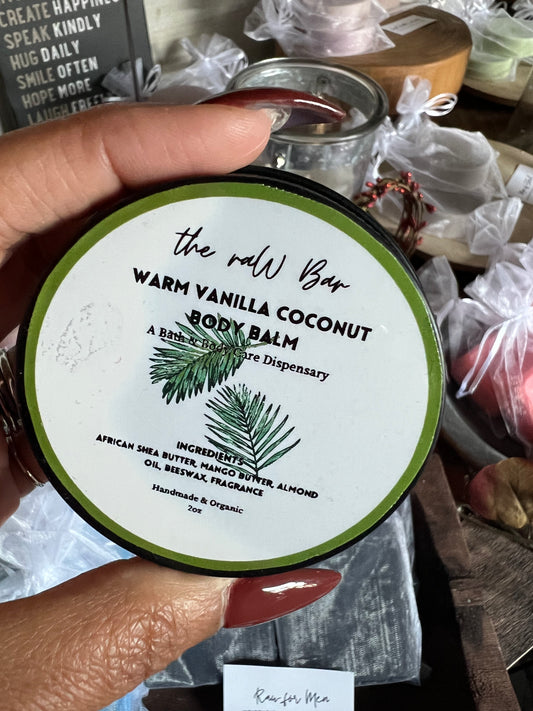 CREATE HAPPINESS
SPEAK KINDLY
HUG DAILY
SMILE OFTEN
HOPE MORE
LAUGH FREELY
the raW Bar
WARM VANILLA COCONUT
BODY BALM
A Bath & Body Care Dispensary
INGREDIENTS
AFRICAN SHEA BUTTER, MANGO BUTTER, ALMOND
OIL, BEESWAX, FRAGRANCE
Handmade & Organic
2oz
Raw for Men